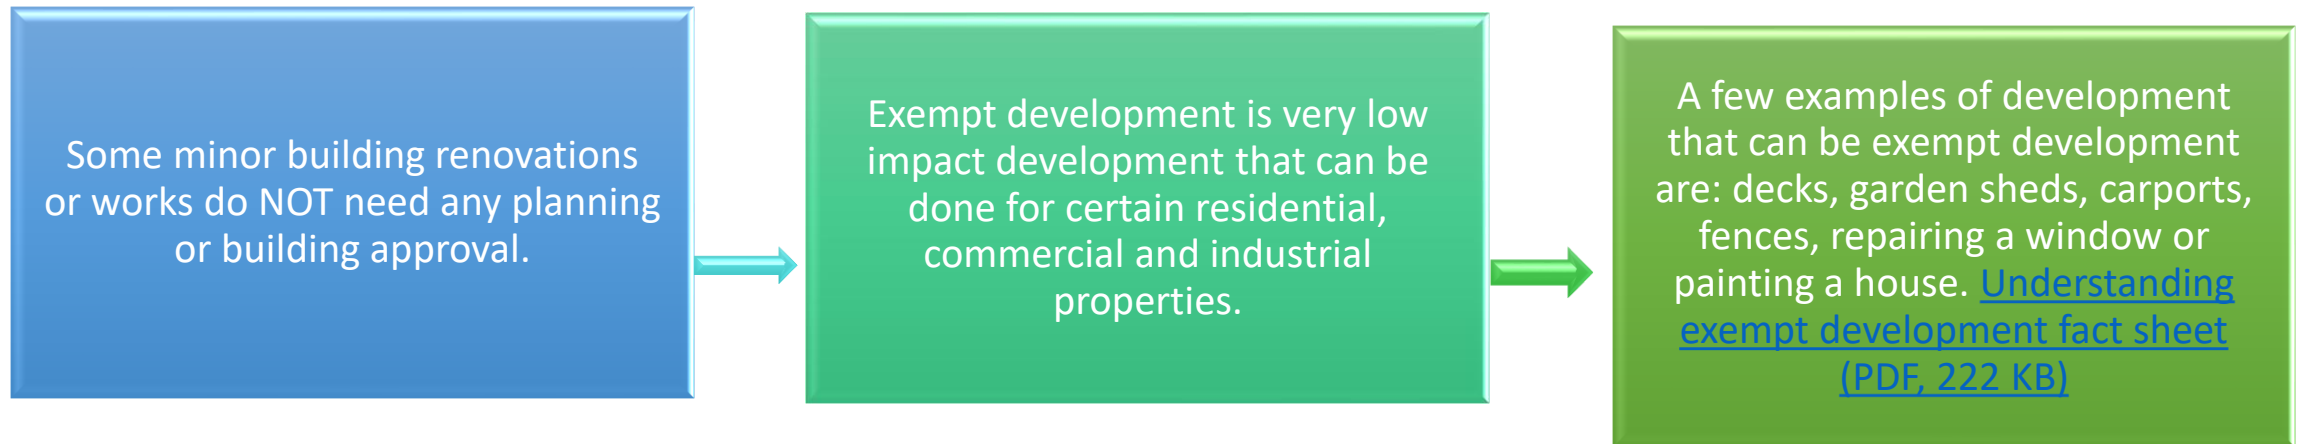 Some minor building renovations
or works do NOT need any planning
or building approval.
Exempt development is very low
impact development that can be
done for certain residential,
commercial and industrial
properties.
A few examples of development
that can be exempt development
are: decks, garden sheds, carports,
fences, repairing a window or
painting a house. Understanding
exempt development fact sheet
(PDF, 222 KB)